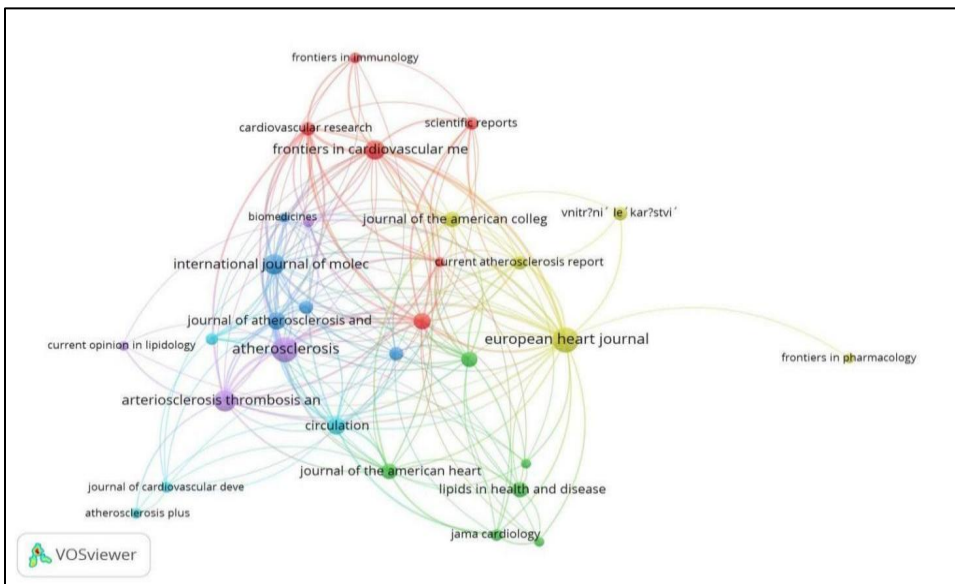 frontiers in immunology
cardiovascular research
scientific reports
frontiers in cardiovascular me
biomedicines
journal of the american colleg
vnitr?ni´ le´kar?stvi´
international journal of molec
current atherosclerosis report
journal of atherosclerosis and
european heart journal
current opinion in lipidology
atherosclerosis
frontiers in pharmacology
arteriosclerosis thrombosis an
circulation
journal of the american heart
journal of cardiovascular deve
lipids in health and disease
atherosclerosis plus
jama cardiology
VOSviewer